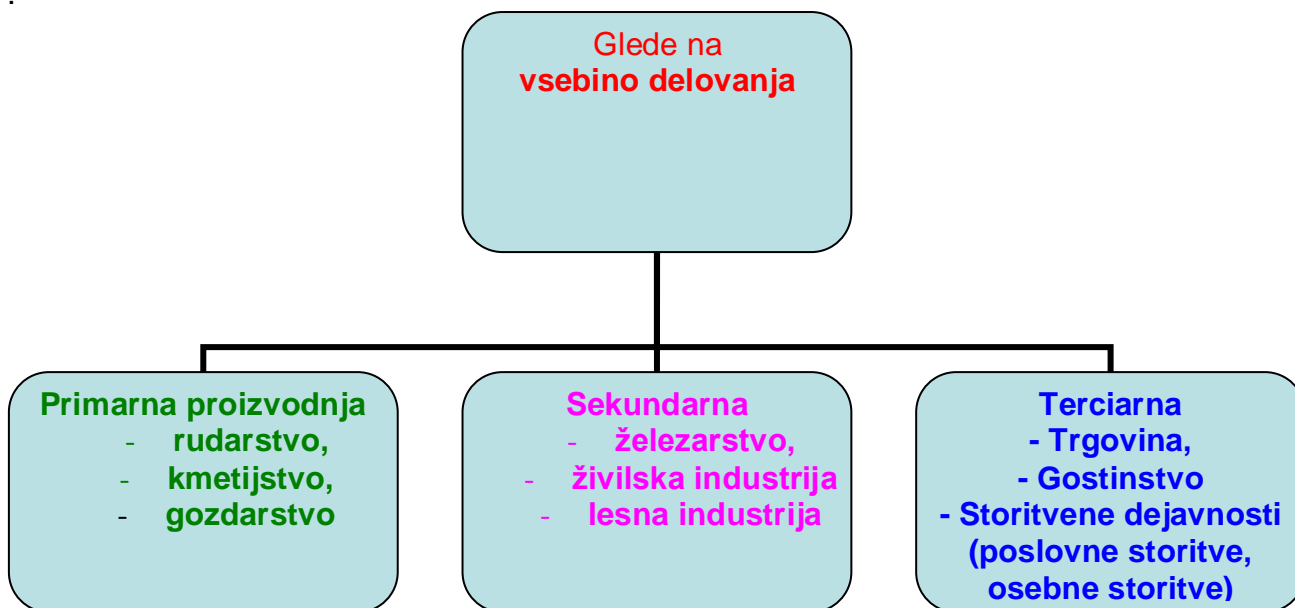 .
Glede na
vsebino delovanja
Primarna proizvodnja
- rudarstvo,
- kmetijstvo,
- gozdarstvo
Sekundarna
- železarstvo,
- živilska industrija
- lesna industrija
Terciarna
- Trgovina,
- Gostinstvo
- Storitvene dejavnosti
(poslovne storitve,
osebne storitve)